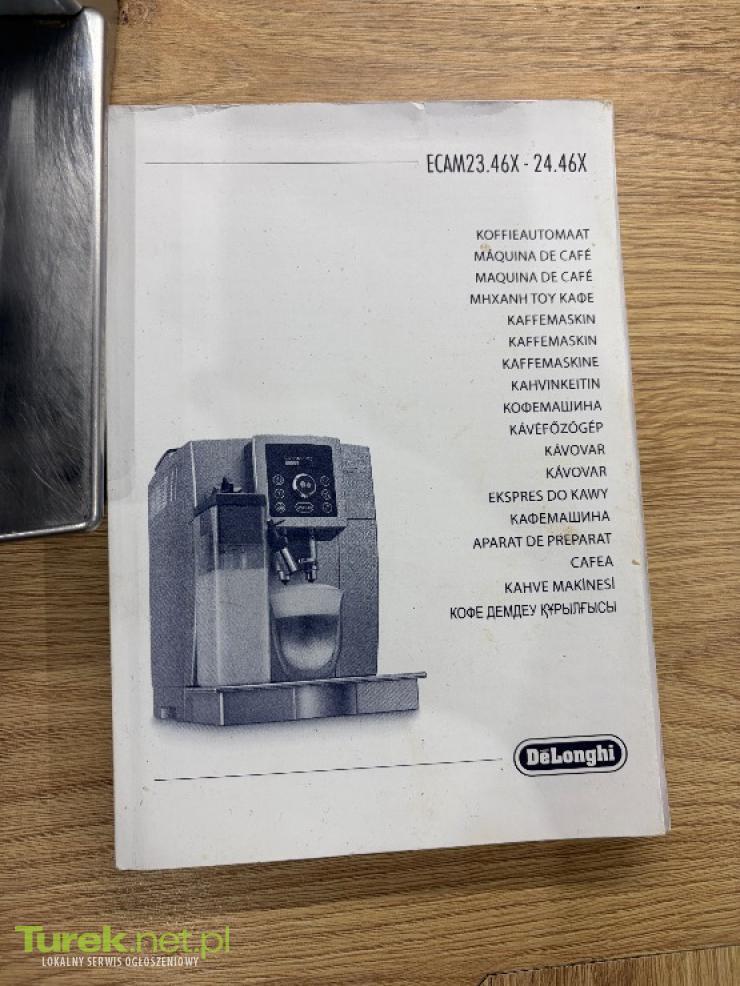 ECAM23.46X - 24.46X
KOFFIEAUTOMAAT
MÁQUINA DE CAFÉ
MAQUINA DE CAFÉ
ΜΗΧΑΝΗ ΤΟΥ ΚΑΦΕ
KAFFEMASKIN
KAFFEMASKIN
KAFFEMASKINE
KAHVINKEITIN
КОФЕМАШИНА
KÁVÉFŐZŐGÉP
KÁVOVAR
KÁVOVAR
EKSPRES DO KAWY
КАФЕМАШИНА
APARAT DE PREPARAT
CAFEA
KAHVE MAKİNESİ
КОФЕ ДЕМДЕУ ҚҰРЫЛҒЫСЫ
DeLonghi
Turek.net.pl
LOKALNY SERWIS OGŁOSZENIOWY